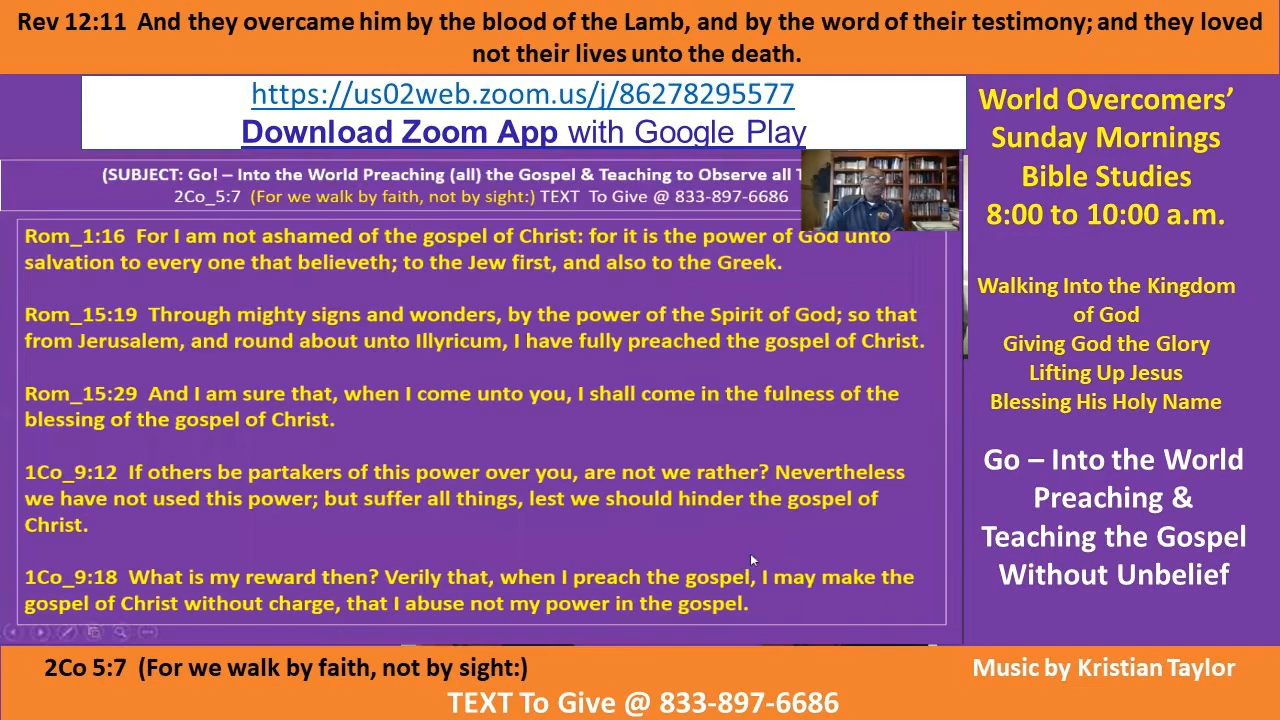 Rev 12:11  And they overcame him by the blood of the Lamb, and by the word of their testimony; and they loved
not their lives unto the death.
https://us02web.zoom.us/j/86278295577
Download Zoom App with Google Play
(SUBJECT: Go! – Into the World Preaching (all) the Gospel & Teaching to Observe all T
2Co_5:7  (For we walk by faith, not by sight:) TEXT  To Give @ 833-897-6686
Rom_1:16  For I am not ashamed of the gospel of Christ: for it is the power of God unto
salvation to every one that believeth; to the Jew first, and also to the Greek.
Rom_15:19  Through mighty signs and wonders, by the power of the Spirit of God; so that
from Jerusalem, and round about unto Illyricum, I have fully preached the gospel of Christ.
Rom_15:29  And I am sure that, when I come unto you, I shall come in the fulness of the
blessing of the gospel of Christ.
1Co_9:12  If others be partakers of this power over you, are not we rather? Nevertheless
we have not used this power; but suffer all things, lest we should hinder the gospel of
Christ.
1Co_9:18  What is my reward then? Verily that, when I preach the gospel, I may make the
gospel of Christ without charge, that I abuse not my power in the gospel.
World Overcomers’
Sunday Mornings
Bible Studies
8:00 to 10:00 a.m.
Walking Into the Kingdom
of God
Giving God the Glory
Lifting Up Jesus
Blessing His Holy Name
Go – Into the World
Preaching &
Teaching the Gospel
Without Unbelief
2Co 5:7  (For we walk by faith, not by sight:)
Music by Kristian Taylor
TEXT To Give @ 833-897-6686